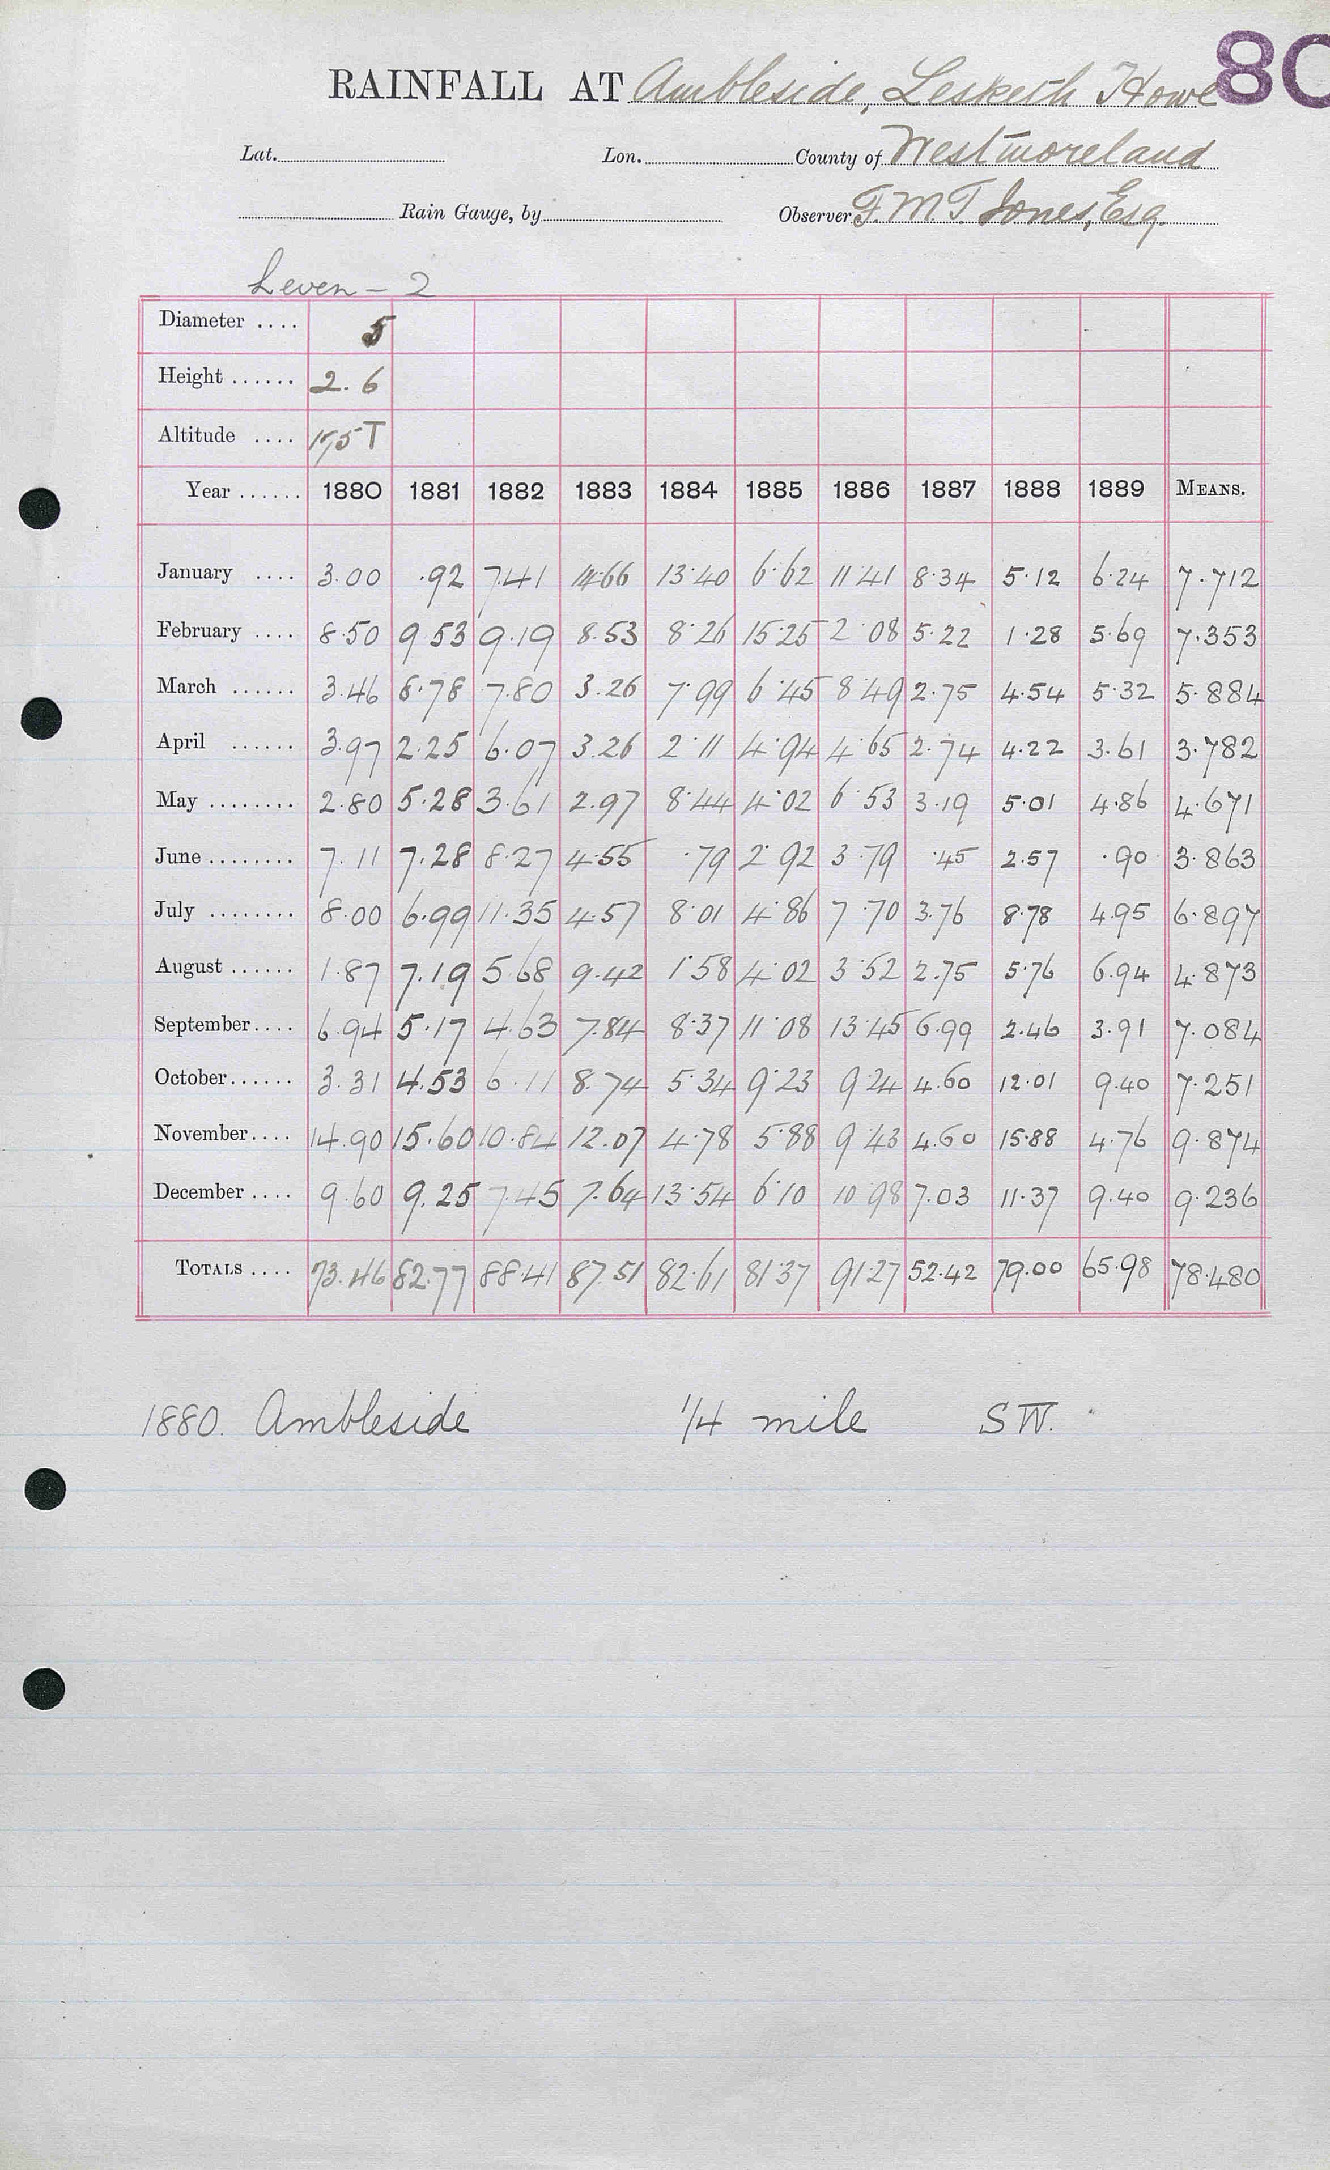 80
RAINFALL AT Ambleside, Lesketh Howe
Lat. Lon. County of Westmoreland
Rain Gauge, by Observer F. M. T. Jones, Esq.
Leven - 2
Diameter .... 5
Height ...... 2. 6
Altitude .... 175 T
Year ...... 1880 1881 1882 1883 1884 1885 1886 1887 1888 1889 MEANS.
January .... 3.00 .92 7.41 14.66 13.40 6.62 11.41 8.34 5.12 6.24 7.712
February .... 8.50 9.53 9.19 8.53 8.26 15.25 2.08 5.22 1.28 5.69 7.353
March ...... 3.46 8.78 7.80 3.26 7.99 6.45 8.49 2.75 4.54 5.32 5.884
April ...... 3.97 2.25 6.07 3.26 2.11 4.94 4.65 2.74 4.22 3.61 3.782
May ........ 2.80 5.28 3.61 2.97 8.44 4.02 6.53 3.19 5.01 4.86 4.671
June ........ 7.11 7.28 8.27 4.55 .79 2.92 3.79 .45 2.57 .90 3.863
July ........ 8.00 6.99 11.35 4.57 8.01 4.86 7.70 3.76 8.78 4.95 6.897
August ...... 1.87 7.19 5.68 9.42 1.58 4.02 3.52 2.75 5.76 6.94 4.873
September.... 6.94 5.17 4.63 7.84 8.37 11.08 13.45 6.99 2.46 3.91 7.084
October...... 3.31 4.53 6.11 8.74 5.34 9.23 9.24 4.60 12.01 9.40 7.251
November.... 14.90 15.60 10.84 12.07 4.78 5.88 9.43 4.60 15.88 4.76 9.874
December .... 9.60 9.25 7.45 7.64 13.54 6.10 10.98 7.03 11.37 9.40 9.236
TOTALS .... 73.46 82.77 88.41 87.51 82.61 81.37 91.27 52.42 79.00 65.98 78.480
1880. Ambleside 1/4 mile SW.